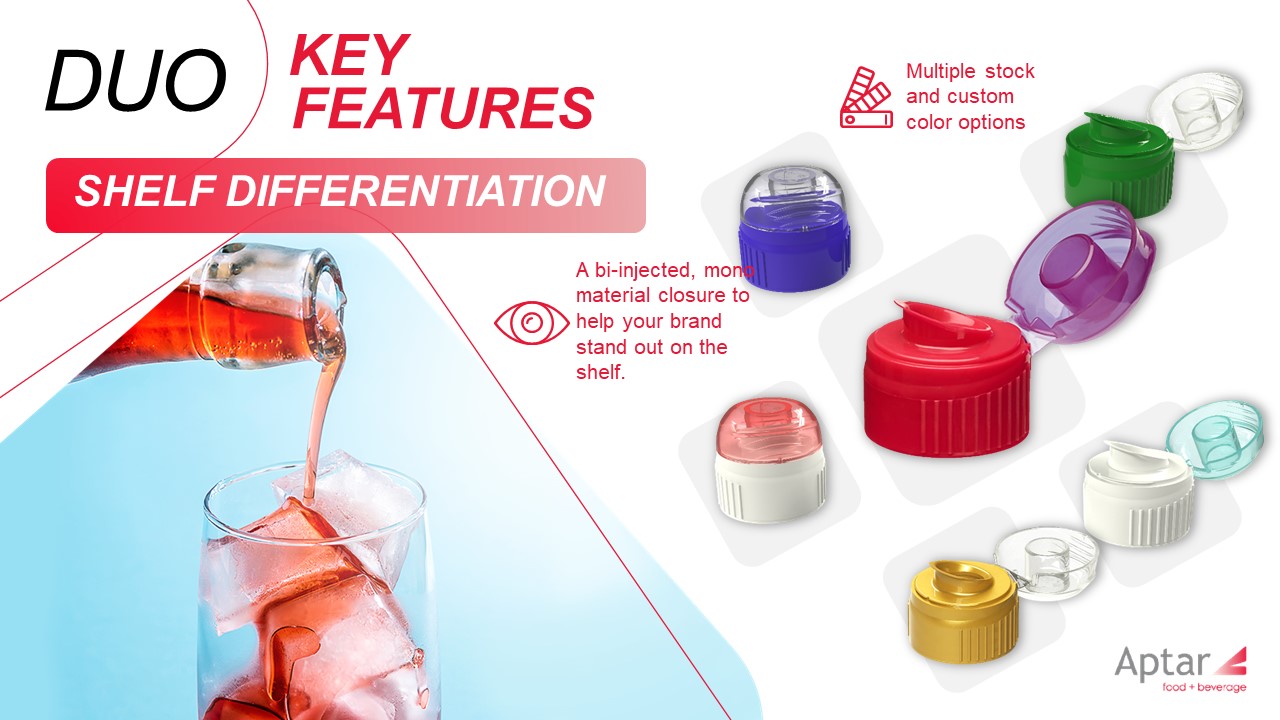 DUO
KEY
FEATURES
SHELF DIFFERENTIATION
Multiple stock
and custom
color options
A bi-injected, mono
material closure to
help your brand
stand out on the
shelf.
Aptar
food + beverage